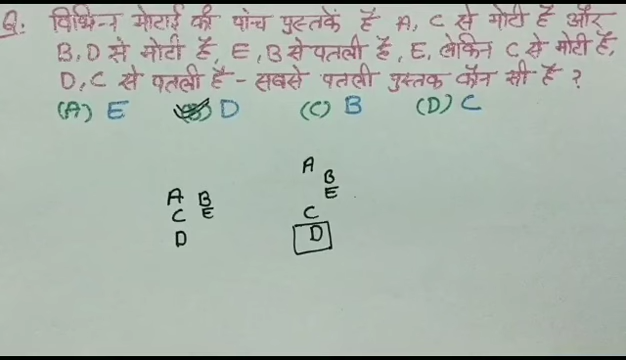 Q. विभिन्न मोटाई की पांच पुस्तकें हैं A, C से मोटी है और
B, D से मोटी है, E, B से पतली है, E, लेकिन C से मोटी है,
D, C से पतली है - सबसे पतली पुस्तक कौन सी है ?
(A) E (B) D (C) B (D) C
A
B
A B E
C E C
D D